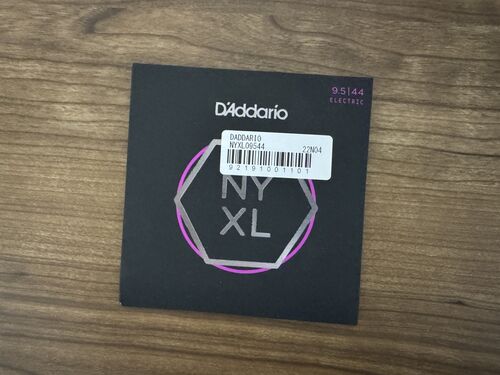 9.5|44
ELECTRIC
D'Addario
DADDARIO
NYXL09544 22N04
92191001101
NY
XL